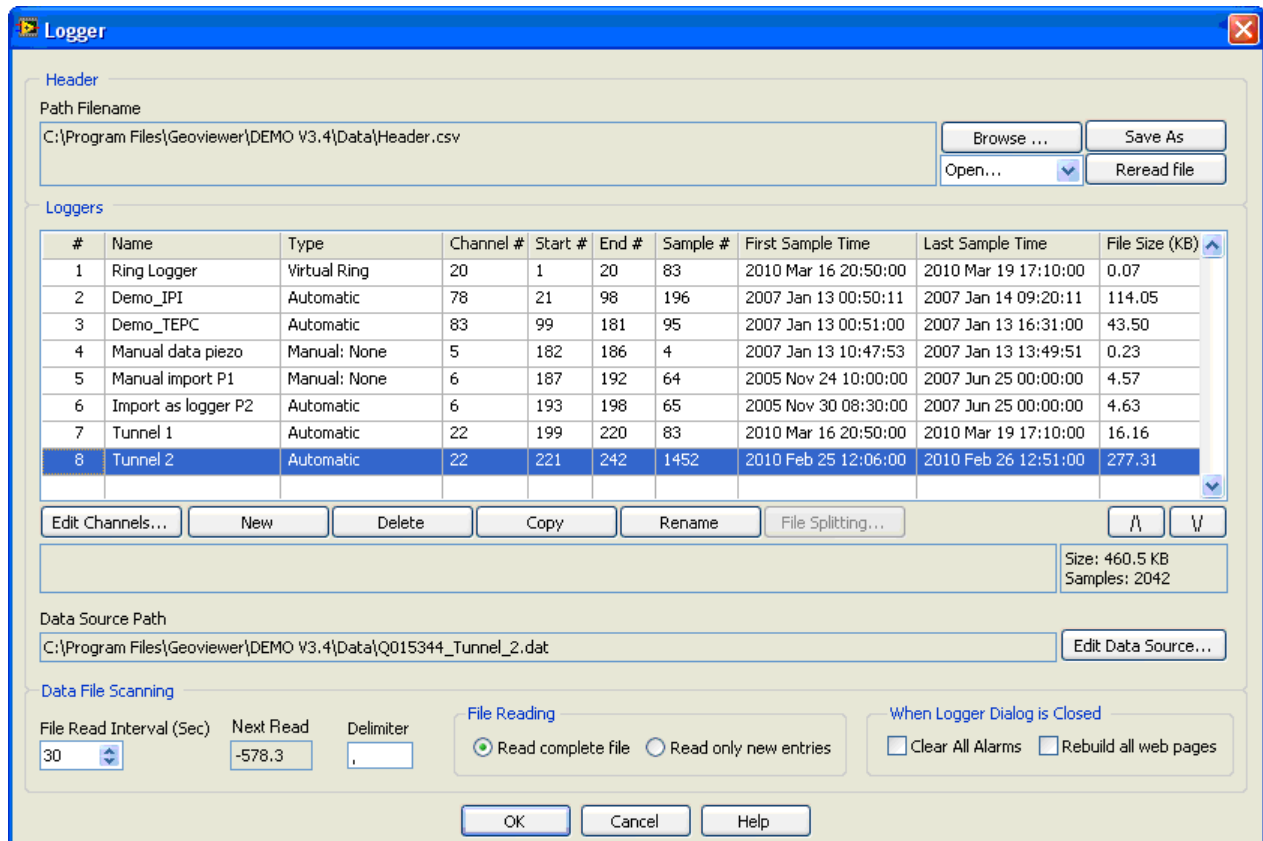 Logger
Header
Path Filename
C:\Program Files\Geoviewer\DEMO V3.4\Data\Header.csv
Browse ... Save As
Open... Reread file
Loggers
# Name Type Channel # Start # End # Sample # First Sample Time Last Sample Time File Size (KB)
1 Ring Logger Virtual Ring 20 1 20 83 2010 Mar 16 20:50:00 2010 Mar 19 17:10:00 0.07
2 Demo_IPI Automatic 78 21 98 196 2007 Jan 13 00:50:11 2007 Jan 14 09:20:11 114.05
3 Demo_TEPC Automatic 83 99 181 95 2007 Jan 13 00:51:00 2007 Jan 13 16:31:00 43.50
4 Manual data piezo Manual: None 5 182 186 4 2007 Jan 13 10:47:53 2007 Jan 13 13:49:51 0.23
5 Manual import P1 Manual: None 6 187 192 64 2005 Nov 24 10:00:00 2007 Jun 25 00:00:00 4.57
6 Import as logger P2 Automatic 6 193 198 65 2005 Nov 30 08:30:00 2007 Jun 25 00:00:00 4.63
7 Tunnel 1 Automatic 22 199 220 83 2010 Mar 16 20:50:00 2010 Mar 19 17:10:00 16.16
8 Tunnel 2 Automatic 22 221 242 1452 2010 Feb 25 12:06:00 2010 Feb 26 12:51:00 277.31
Edit Channels... New Delete Copy Rename File Splitting... /\ \/
Size: 460.5 KB
Samples: 2042
Data Source Path
C:\Program Files\Geoviewer\DEMO V3.4\Data\Q015344_Tunnel_2.dat Edit Data Source...
Data File Scanning
File Read Interval (Sec) Next Read Delimiter File Reading When Logger Dialog is Closed
30 -578.3 , Read complete file Read only new entries Clear All Alarms Rebuild all web pages
OK Cancel Help